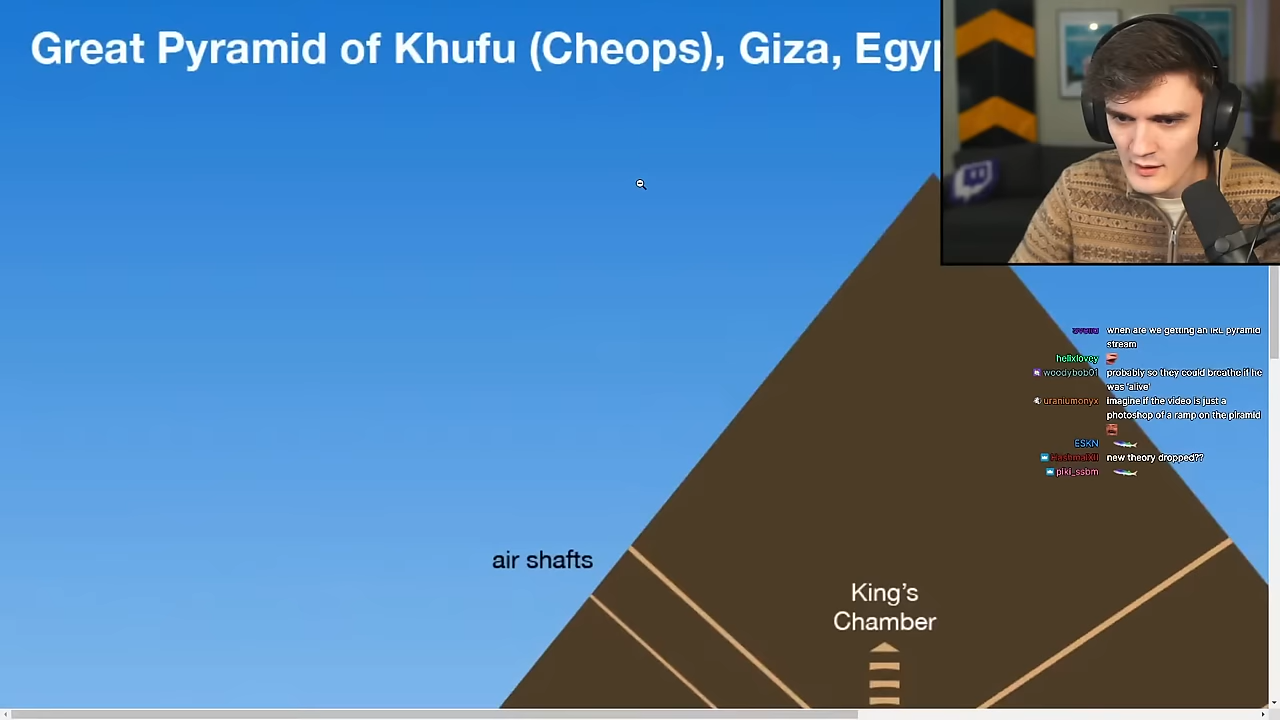 Great Pyramid of Khufu (Cheops), Giza, Egyp
when are we getting an IRL pyramid
stream
helixlovey
woodybob01 probably so they could breathe if he
was 'alive'
uraniumonyx imagine if the video is just a
photoshop of a ramp on the piramid
ESKN
new theory dropped??
piki_ssbm
air shafts
King's
Chamber